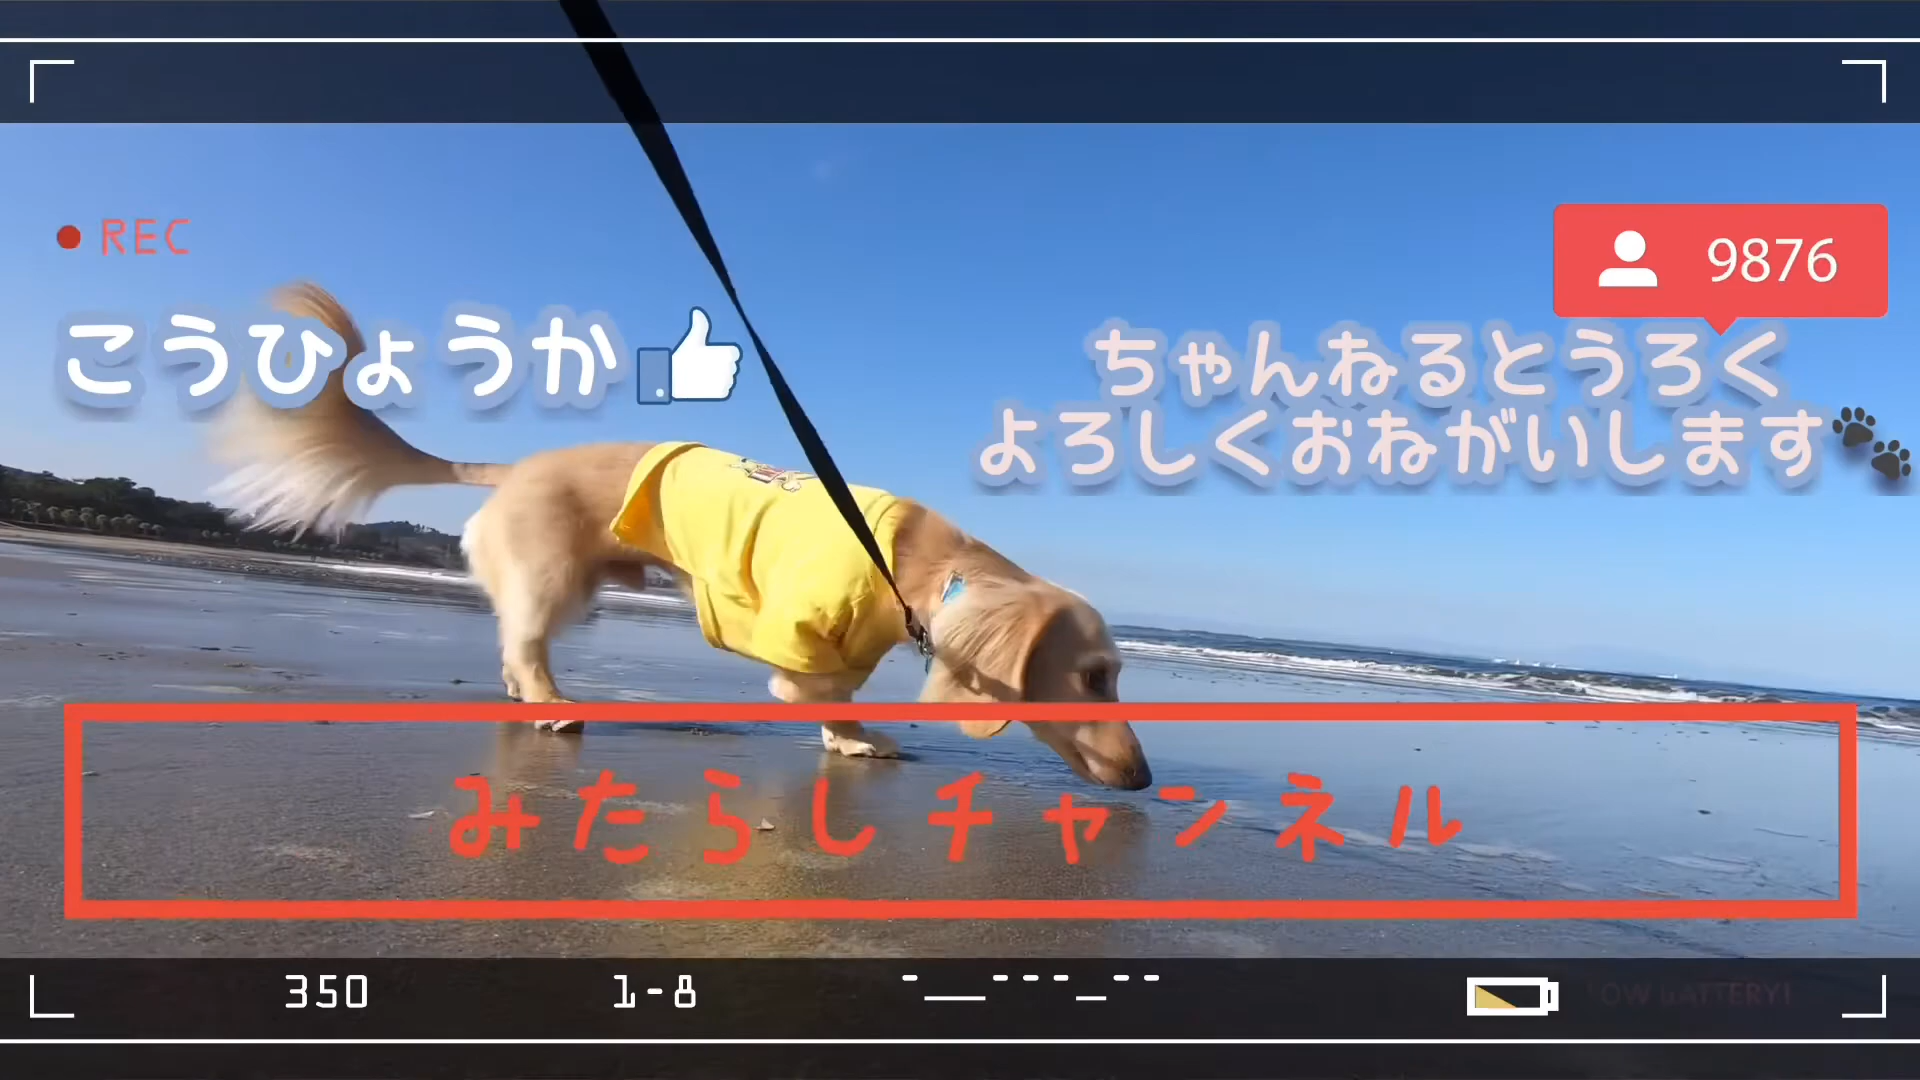 REC
9876
こうひょうか
ちゃんねるとうろく
よろしくおねがいします
みたらしチャンネル
350
1-8
OW BATTERY!